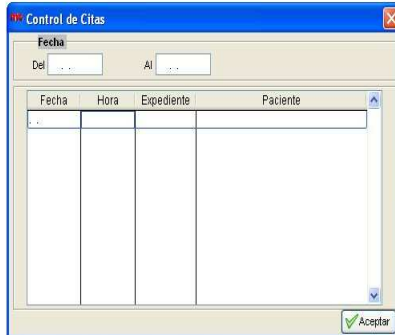 Control de Citas
Fecha
Del . . Al . .
Fecha Hora Expediente Paciente
. .
Aceptar